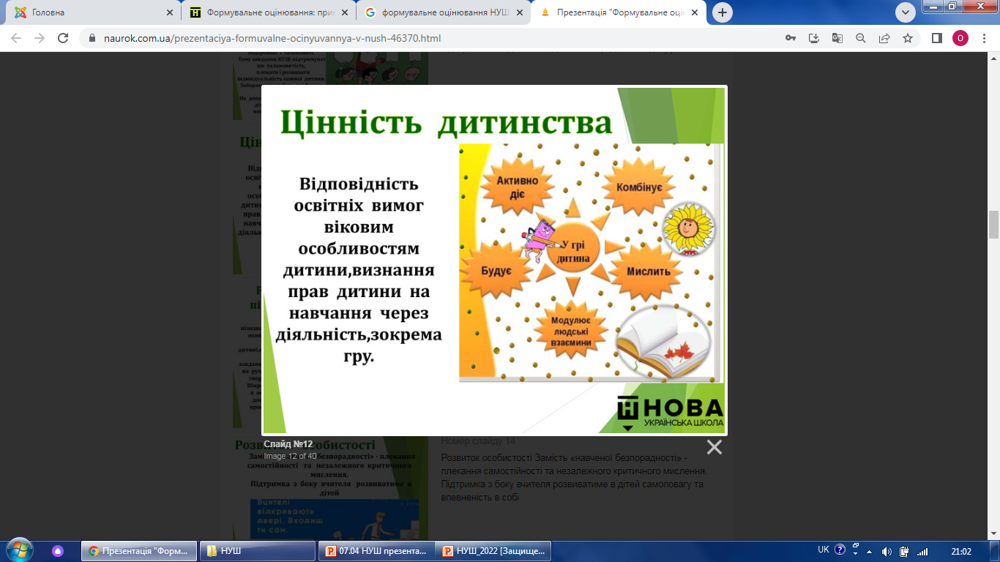 Головна
Формувальне оцінювання: при
формувальне оцінювання НУШ
Презентація "Формувальне оці
naurok.com.ua/prezentaciya-formuvalne-ocinyuvannya-v-nush-46370.html
O
Цінність дитинства
Відповідність
освітніх вимог
віковим
особливостям
дитини,визнання
прав дитини на
навчання через
діяльність,зокрема
гру.
Активно
діє
Комбінує
У грі
дитина
Будує
Мислить
Модулює
людські
взаємини
НОВА
УКРАЇНСЬКА ШКОЛА
Слайд №12
Image 12 of 40
Номер слайду 14
Розвиток особистості Замість «навченої безпорадності» -
плекання самостійності та незалежного критичного мислення.
Підтримка з боку вчителя розвиватиме в дітей самоповагу та
впевненість в собі
Розвиток особистості
безпорадності» - плекання
самостійності та незалежного критичного
мислення.
Підтримка з боку вчителя розвиватиме в
дітей
Вчителі
відкривають
двері. Входиш
ти сам.
Презентація "Форм...
НУШ
07.04 НУШ презента...
НУШ_2022 [Защище...
UK
21:02